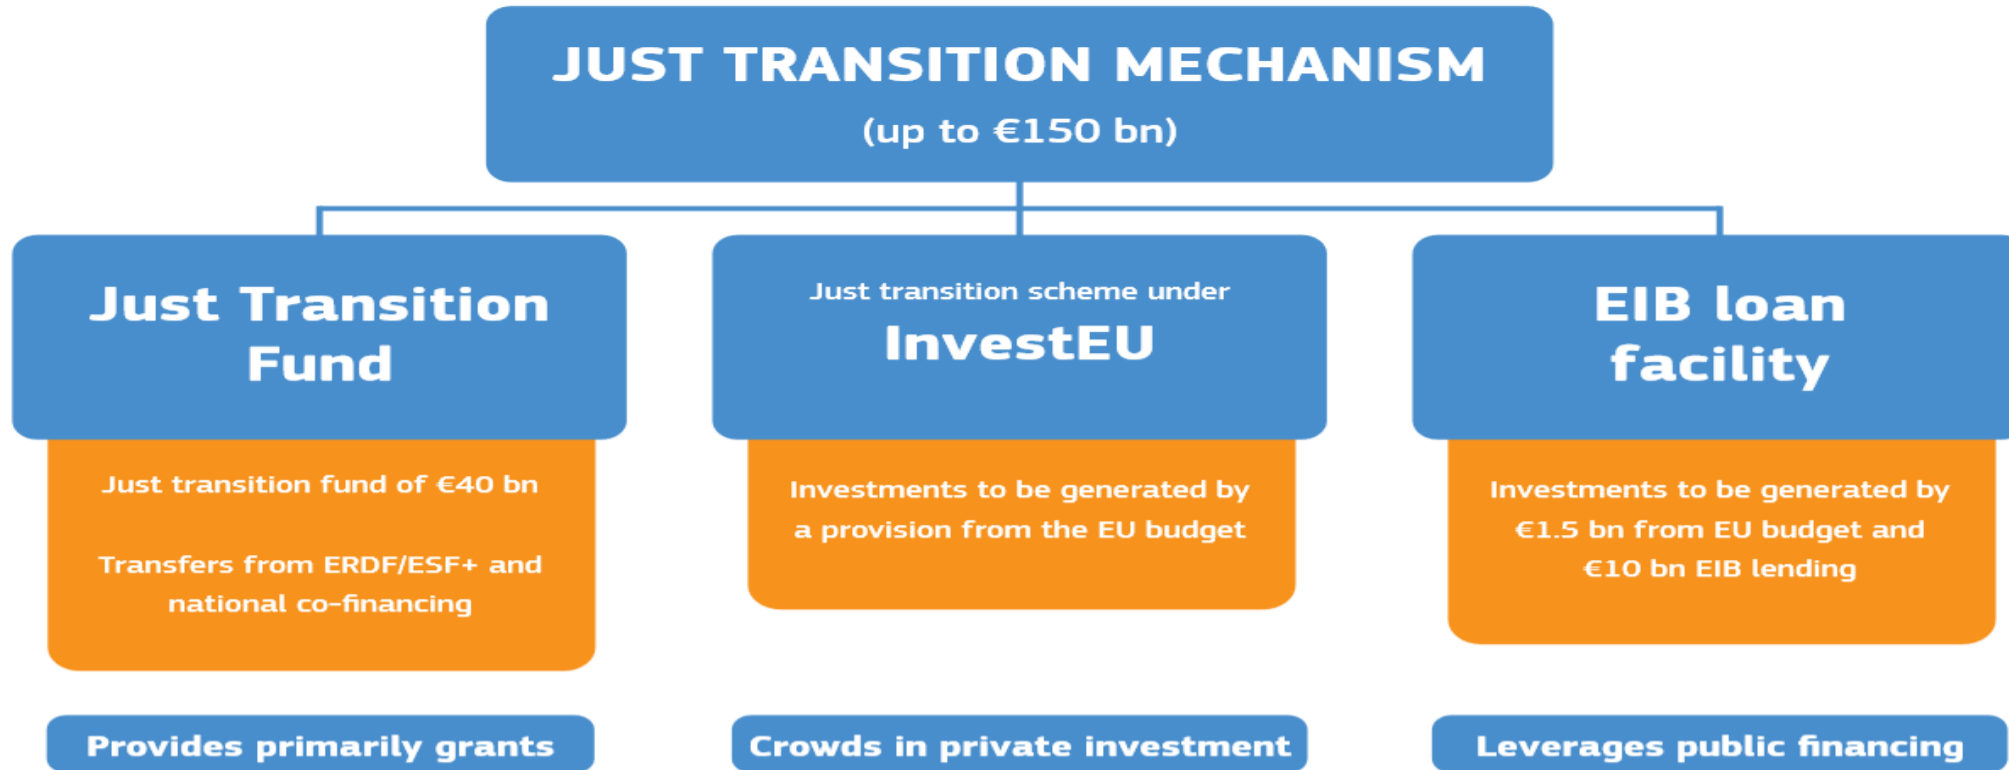 JUST TRANSITION MECHANISM
(up to €150 bn)
Just Transition
Fund
Just transition fund of €40 bn
Transfers from ERDF/ESF+ and
national co-financing
Provides primarily grants
Just transition scheme under
InvestEU
Investments to be generated by
a provision from the EU budget
Crowds in private investment
EIB loan
facility
Investments to be generated by
€1.5 bn from EU budget and
€10 bn EIB lending
Leverages public financing